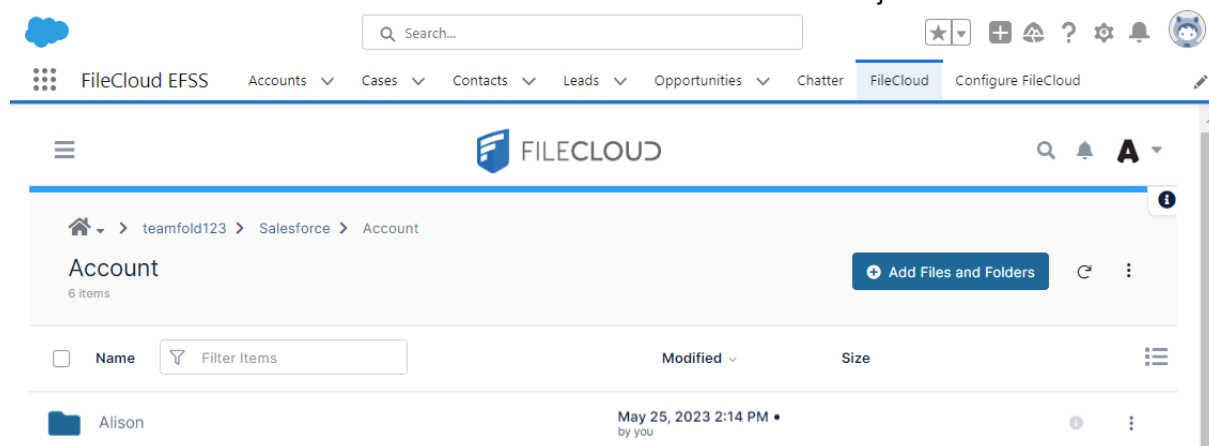 Search...
FileCloud EFSS Accounts Cases Contacts Leads Opportunities Chatter FileCloud Configure FileCloud
FILECLOUD
A
teamfold123 > Salesforce > Account
Account
6 items
Add Files and Folders
Name Filter Items Modified Size
Alison May 25, 2023 2:14 PM •
by you